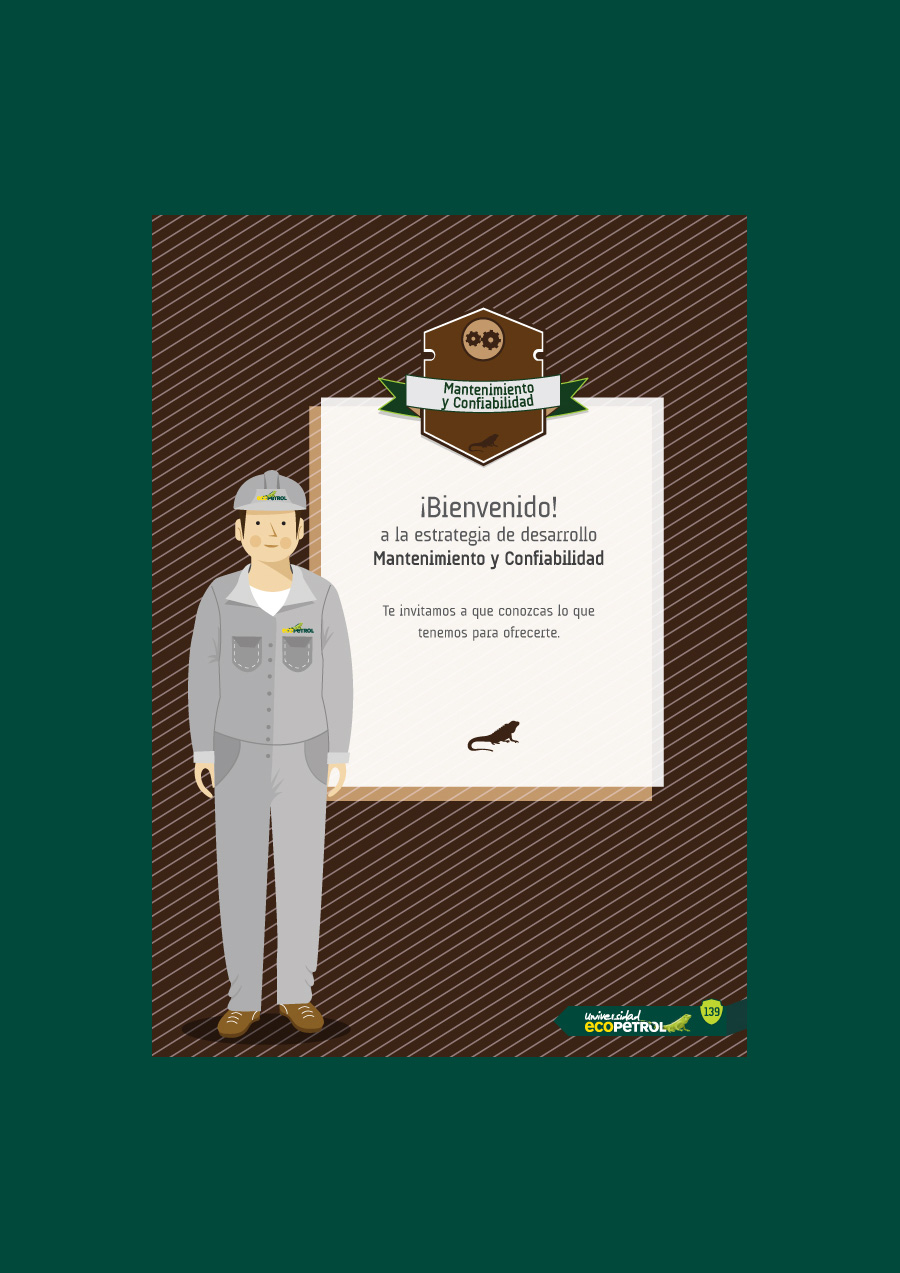 Mantenimiento
y Confiabilidad
ecoPETROL
¡Bienvenido!
a la estrategia de desarrollo
Mantenimiento y Confiabilidad
Te invitamos a que conozcas lo que
tenemos para ofrecerte.
ecoPETROL
universidad
ecoPETROL
139